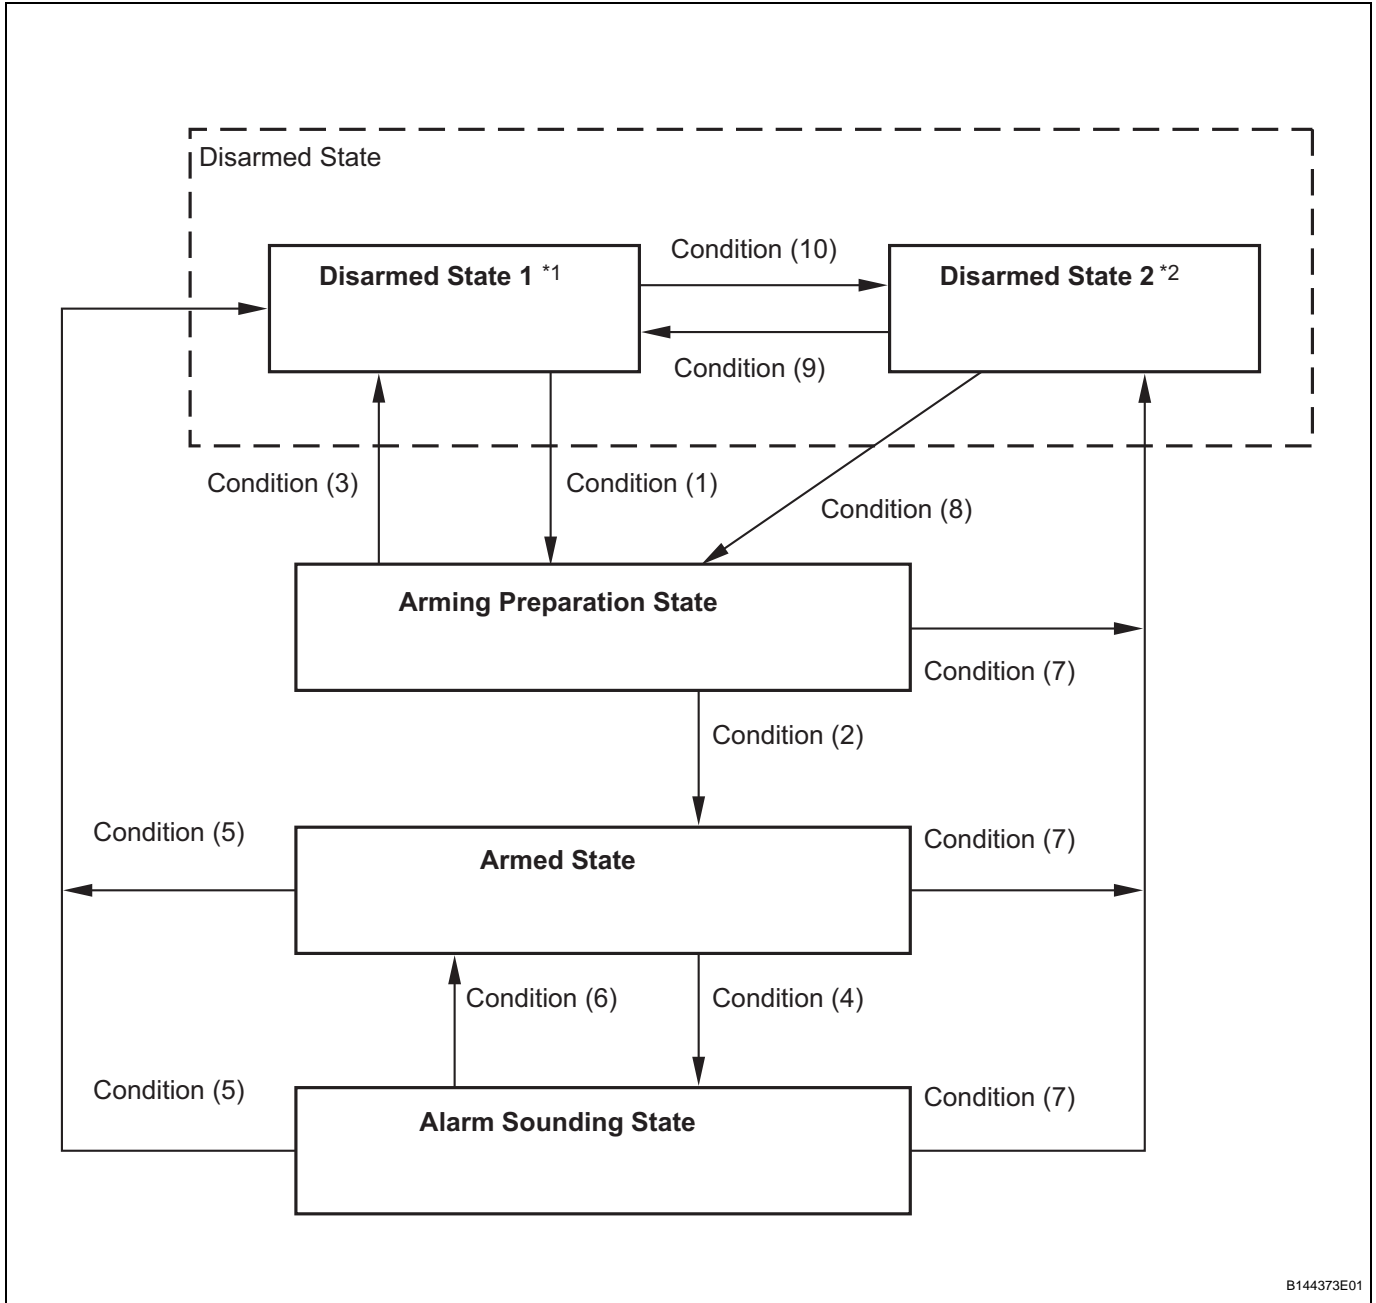 Disarmed State
Condition (10)
Disarmed State 1 *1
Disarmed State 2 *2
Condition (9)
Condition (3)
Condition (1)
Condition (8)
Arming Preparation State
Condition (7)
Condition (2)
Condition (5)
Condition (7)
Armed State
Condition (6)
Condition (4)
Condition (5)
Condition (7)
Alarm Sounding State
B144373E01